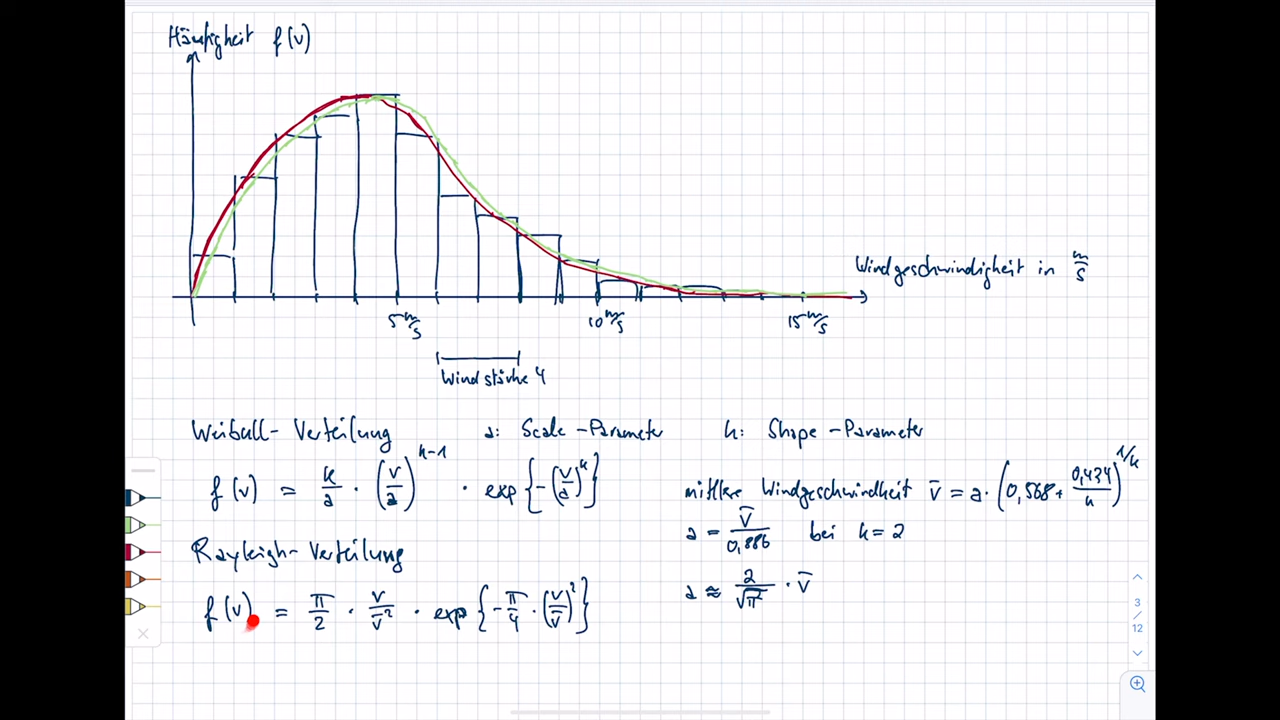 Häufigkeit f(v)
Windgeschwindigkeit in m/s
5 m/s 10 m/s 15 m/s
Windstärke 4
Weibull-Verteilung a: Scale-Parameter k: Shape-Parameter
f(v) = k/a · (v/a)^(k-1) · exp{-(v/a)^k}
mittlere Windgeschwindkeit v̄ = a·(0,568+0,434/k)^(1/k)
a = v̄/0,886 bei k=2
Rayleigh-Verteilung
a ≈ 2/√π · v̄
f(v) = π/2 · v/v̄² · exp{-π/4 · (v/v̄)²}
3
/
12